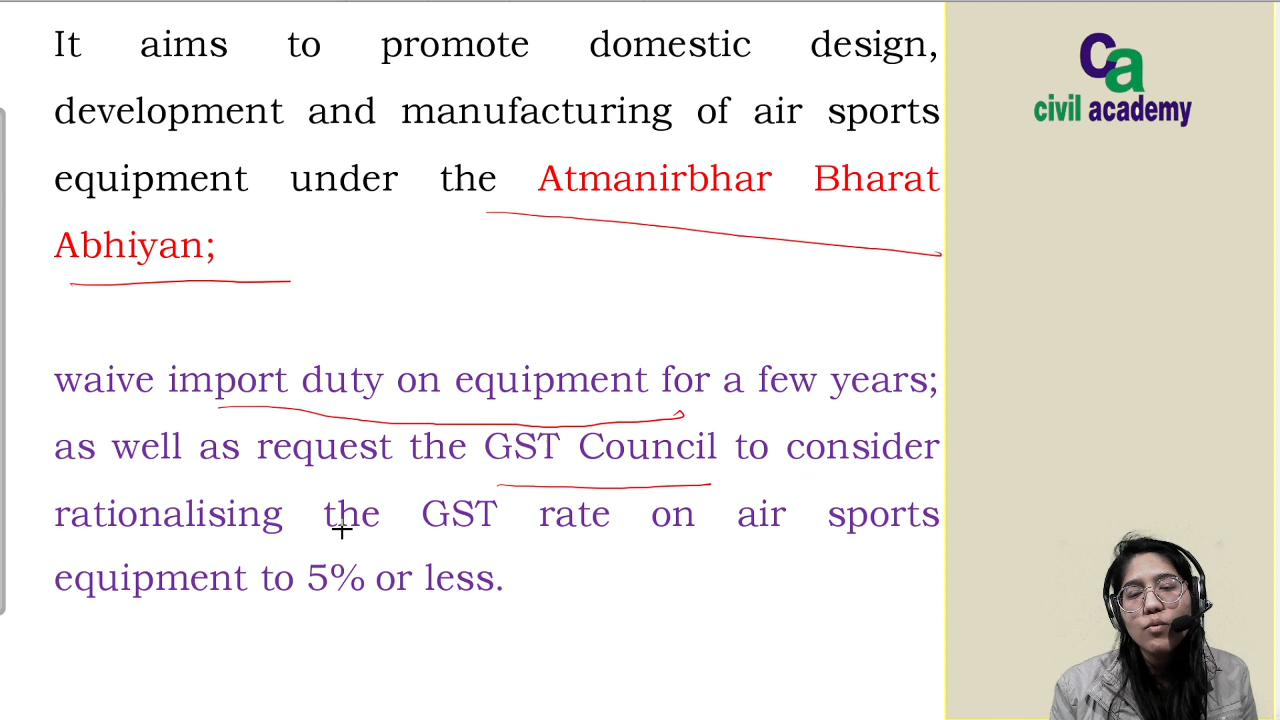 It aims to promote domestic design,
development and manufacturing of air sports
equipment under the Atmanirbhar Bharat
Abhiyan;
waive import duty on equipment for a few years;
as well as request the GST Council to consider
rationalising the GST rate on air sports
equipment to 5% or less.
ca
civil academy